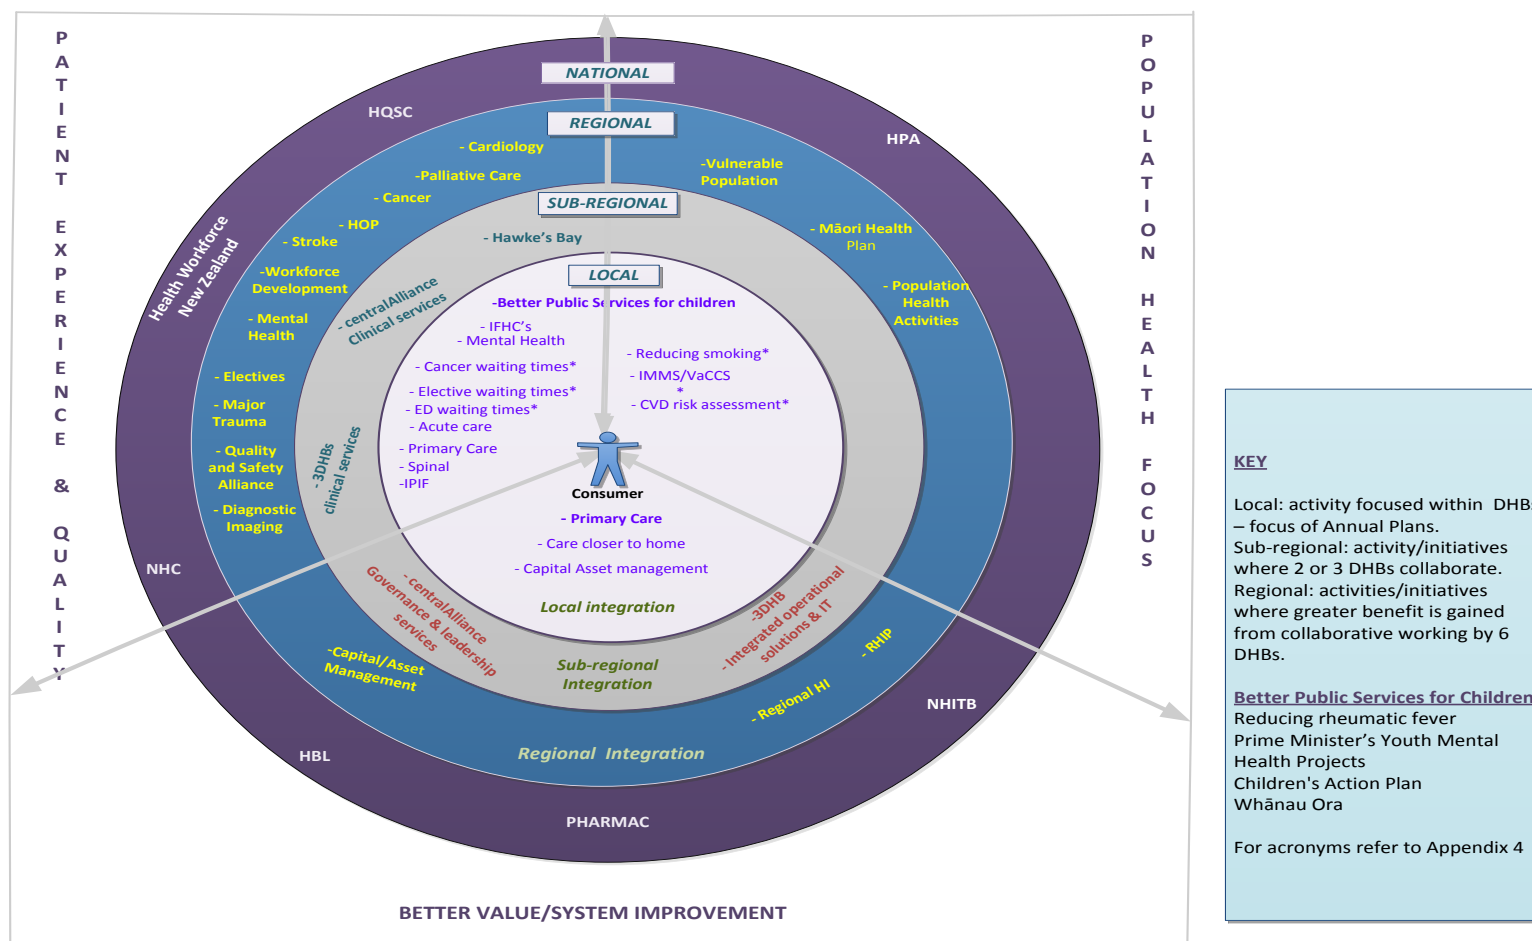 PATIENT EXPERIENCE & QUALITY
POPULATION HEALTH FOCUS
NATIONAL
HQSC
HPA
Health Workforce
New Zealand
NHC
HBL
PHARMAC
NHITB
REGIONAL
- Cardiology
-Palliative Care
- Cancer
- HOP
- Stroke
-Workforce
Development
- Mental
Health
- Electives
- Major
Trauma
- Quality
and Safety
Alliance
- Diagnostic
Imaging
-Vulnerable
Population
- Māori Health
Plan
- Population
Health
Activities
-Capital/Asset
Management
- Regional HI
- RHIP
Regional Integration
SUB-REGIONAL
- Hawke's Bay
- centralAlliance
Clinical services
- 3DHBs
clinical services
- centralAlliance
Governance & leadership
services
-3DHB
- Integrated operational
solutions & IT
Sub-regional
Integration
LOCAL
-Better Public Services for children
- IFHC's
- Mental Health
- Cancer waiting times*
- Elective waiting times*
- ED waiting times*
- Acute care
- Primary Care
- Spinal
-IPIF
- Reducing smoking*
- IMMS/VaCCS
*
- CVD risk assessment*
Consumer
- Primary Care
- Care closer to home
- Capital Asset management
Local integration
BETTER VALUE/SYSTEM IMPROVEMENT
KEY
Local: activity focused within DHBs
– focus of Annual Plans.
Sub-regional: activity/initiatives
where 2 or 3 DHBs collaborate.
Regional: activities/initiatives
where greater benefit is gained
from collaborative working by 6
DHBs.
Better Public Services for Children
Reducing rheumatic fever
Prime Minister's Youth Mental
Health Projects
Children's Action Plan
Whānau Ora
For acronyms refer to Appendix 4